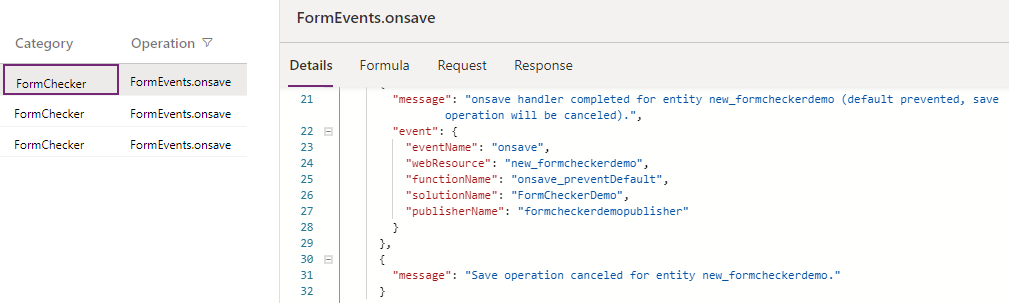 Category Operation
FormChecker FormEvents.onsave
FormChecker FormEvents.onsave
FormChecker FormEvents.onsave
FormEvents.onsave
Details Formula Request Response
21 "message": "onsave handler completed for entity new_formcheckerdemo (default prevented, save
operation will be canceled).",
22 "event": {
23 "eventName": "onsave",
24 "webResource": "new_formcheckerdemo",
25 "functionName": "onsave_preventDefault",
26 "solutionName": "FormCheckerDemo",
27 "publisherName": "formcheckerdemopublisher"
28 }
29 },
30 {
31 "message": "Save operation canceled for entity new_formcheckerdemo."
32 }